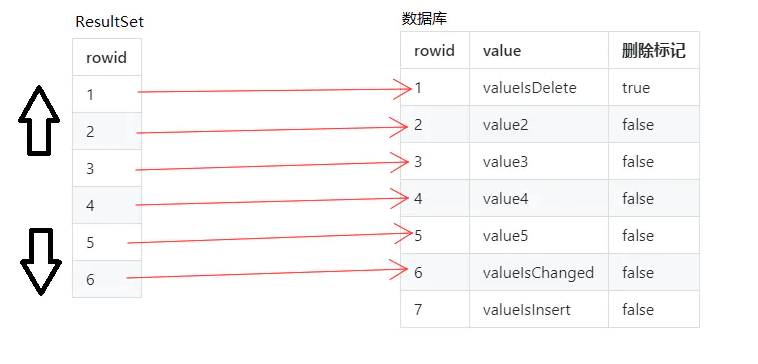 ResultSet
rowid
1
2
3
4
5
6
数据库
rowid value 删除标记
1 valueIsDelete true
2 value2 false
3 value3 false
4 value4 false
5 value5 false
6 valueIsChanged false
7 valueIsInsert false